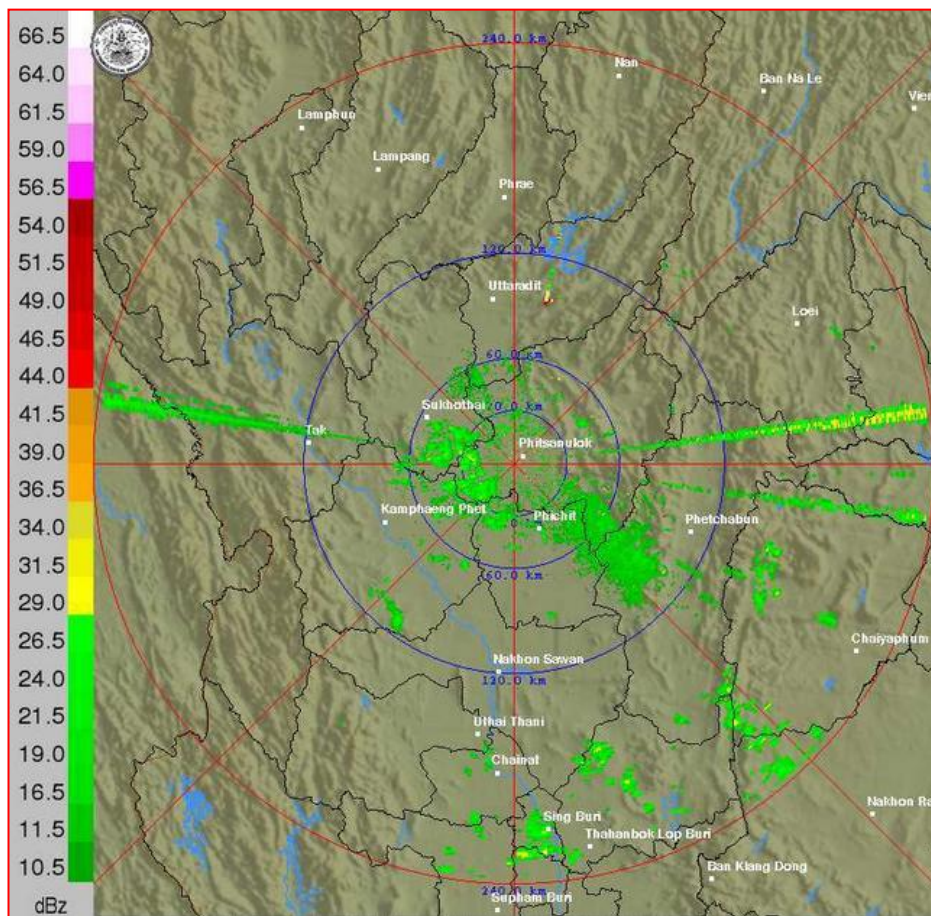 66.5
64.0
61.5
59.0
56.5
54.0
51.5
49.0
46.5
44.0
41.5
39.0
36.5
34.0
31.5
29.0
26.5
24.0
21.5
19.0
16.5
11.5
10.5
dBz
240.0 km
Nan
Ban Na Le
Lamphun
Lampang
Phrae
120.0 km
Uttaradit
Loei
60.0 km
Sukhothai
Tak
Phitsanulok
Kamphaeng Phet
Phichit
Phetchabun
60.0 km
Chaiyaphum
Nakhon Sawan
120.0 km
Uthai Thani
Chainat
Sing Buri
Thahanbok Lop Buri
Ban Klang Dong
240.0 km
Supham Buri